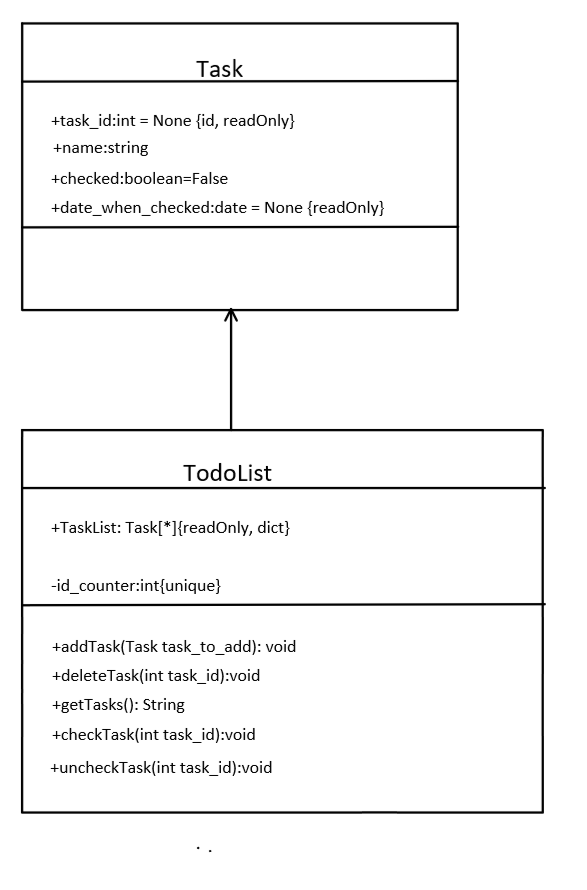 Task
+task_id:int = None {id, readOnly}
+name:string
+checked:boolean=False
+date_when_checked:date = None {readOnly}
TodoList
+TaskList: Task[*]{readOnly, dict}
-id_counter:int{unique}
+addTask(Task task_to_add): void
+deleteTask(int task_id):void
+getTasks(): String
+checkTask(int task_id):void
+uncheckTask(int task_id):void